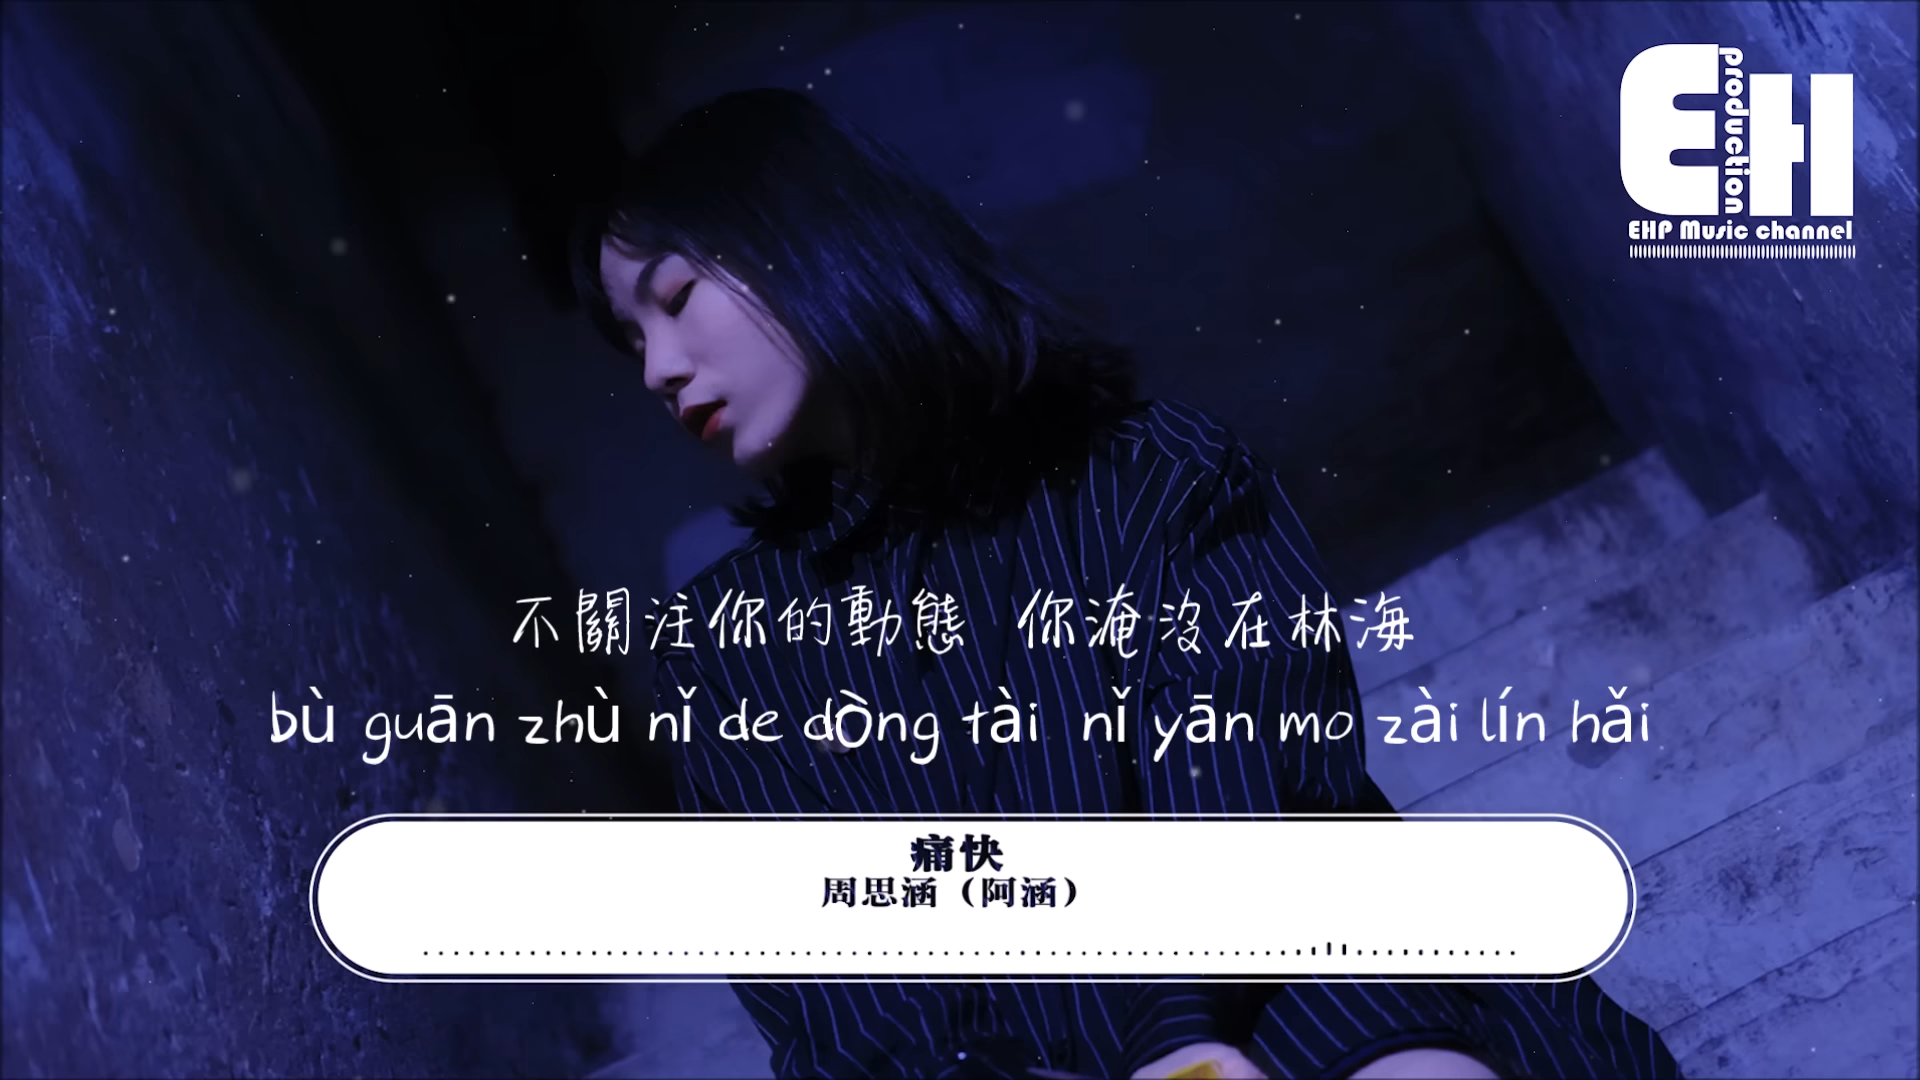 EH
production
EHP Music channel
不關注你的動態 你淹沒在林海
bù guān zhù nǐ de dòng tài nǐ yān mo zài lín hǎi
痛快
周思涵（阿涵）